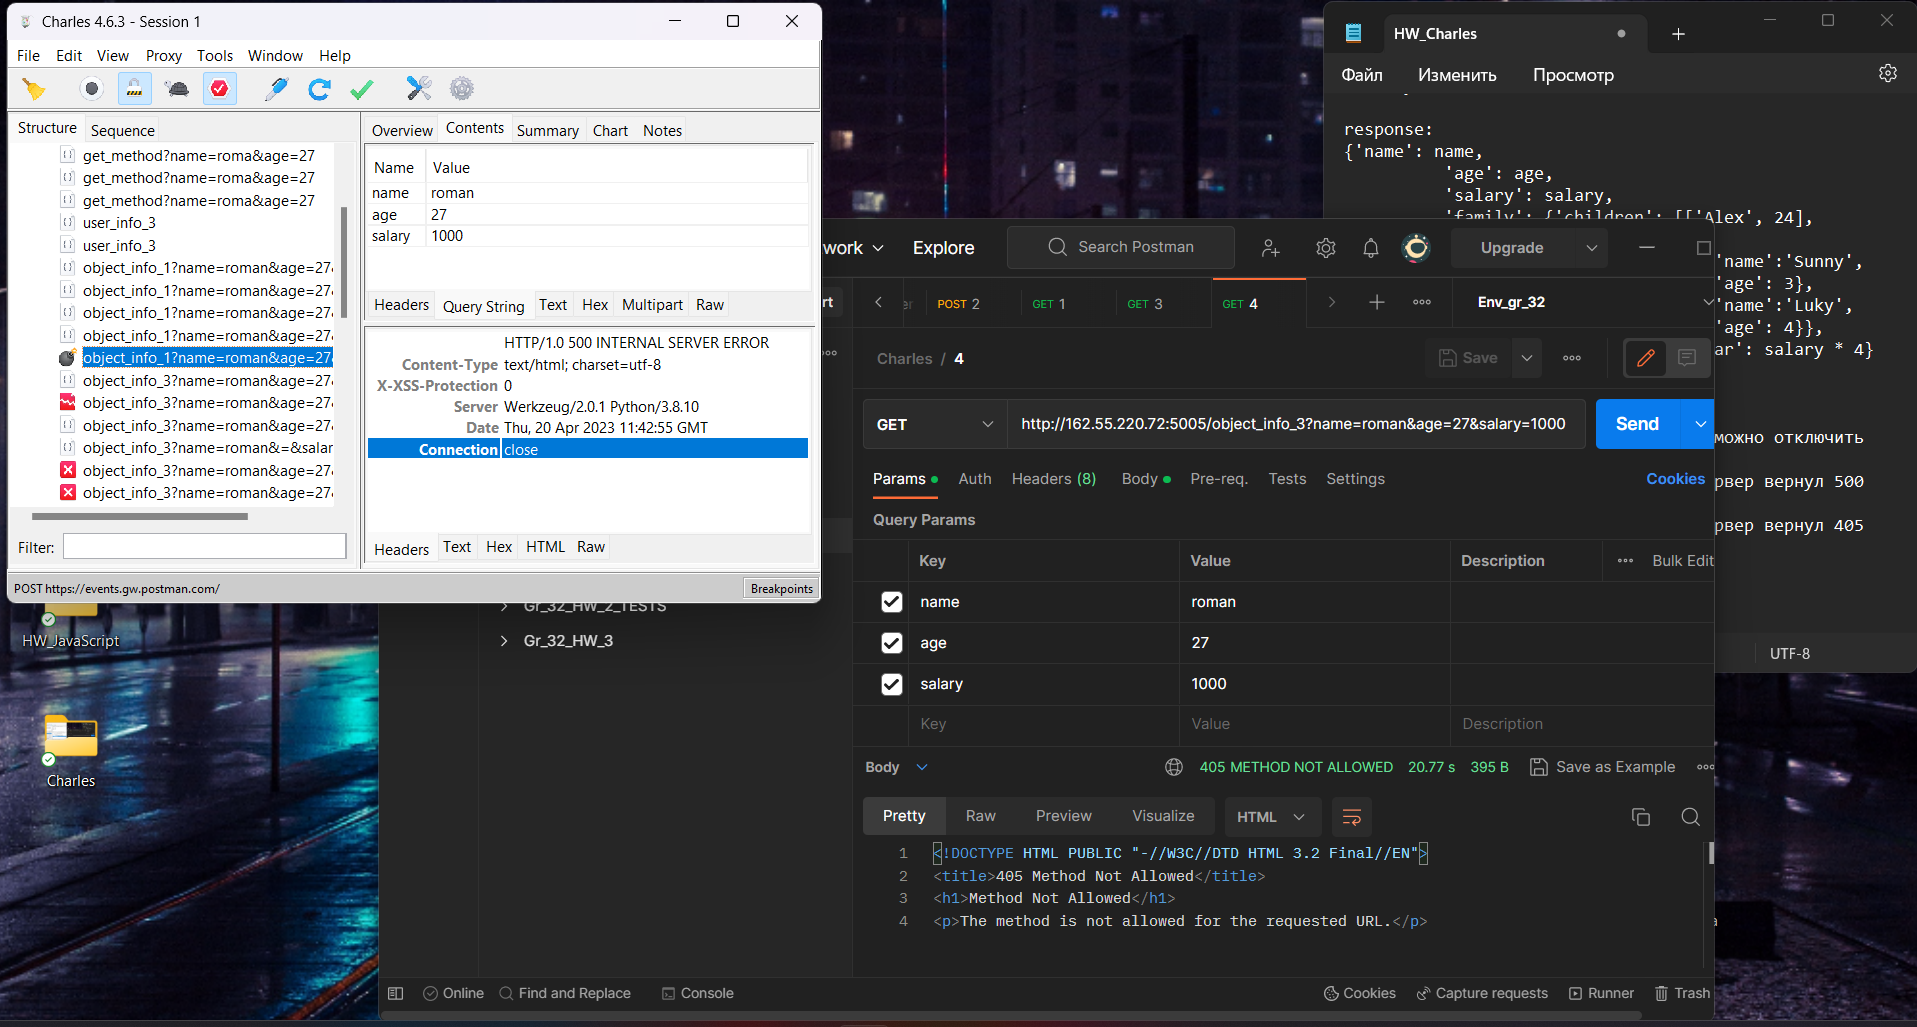 Charles 4.6.3 - Session 1
File Edit View Proxy Tools Window Help
Structure Sequence
get_method?name=roma&age=27
get_method?name=roma&age=27
get_method?name=roma&age=27
user_info_3
user_info_3
object_info_1?name=roman&age=27&
object_info_1?name=roman&age=27&
object_info_1?name=roman&age=27&
object_info_1?name=roman&age=27&
object_info_1?name=roman&age=27&
object_info_3?name=roman&age=27&
object_info_3?name=roman&age=27&
object_info_3?name=roman&age=27&
object_info_3?name=roman&=&salar
object_info_3?name=roman&age=27&
object_info_3?name=roman&age=27&
Filter:
Overview Contents Summary Chart Notes
Name Value
name roman
age 27
salary 1000
Headers Query String Text Hex Multipart Raw
HTTP/1.0 500 INTERNAL SERVER ERROR
Content-Type text/html; charset=utf-8
X-XSS-Protection 0
Server Werkzeug/2.0.1 Python/3.8.10
Date Thu, 20 Apr 2023 11:42:55 GMT
Connection close
Headers Text Hex HTML Raw
POST https://events.gw.postman.com/
Breakpoints
HW_JavaScript
Charles
HW_Charles
Файл Изменить Просмотр
response:
{'name': name,
'age': age,
'salary': salary,
'family': {'children': [['Alex', 24],
'name':'Sunny',
'age': 3},
'name':'Luky',
'age': 4}},
ar': salary * 4}
можно отключить
рвер вернул 500
рвер вернул 405
UTF-8
work Explore Search Postman Upgrade
rt er POST 2 GET 1 GET 3 GET 4 Env_gr_32
Charles / 4 Save
GET http://162.55.220.72:5005/object_info_3?name=roman&age=27&salary=1000 Send
Params Auth Headers (8) Body Pre-req. Tests Settings Cookies
Query Params
Key Value Description Bulk Edit
name roman
age 27
salary 1000
Key Value Description
Body 405 METHOD NOT ALLOWED 20.77 s 395 B Save as Example
Pretty Raw Preview Visualize HTML
1 <!DOCTYPE HTML PUBLIC "-//W3C//DTD HTML 3.2 Final//EN">
2 <title>405 Method Not Allowed</title>
3 <h1>Method Not Allowed</h1>
4 <p>The method is not allowed for the requested URL.</p>
Gr_32_HW_2_TESTS
Gr_32_HW_3
Online Find and Replace Console Cookies Capture requests Runner Trash